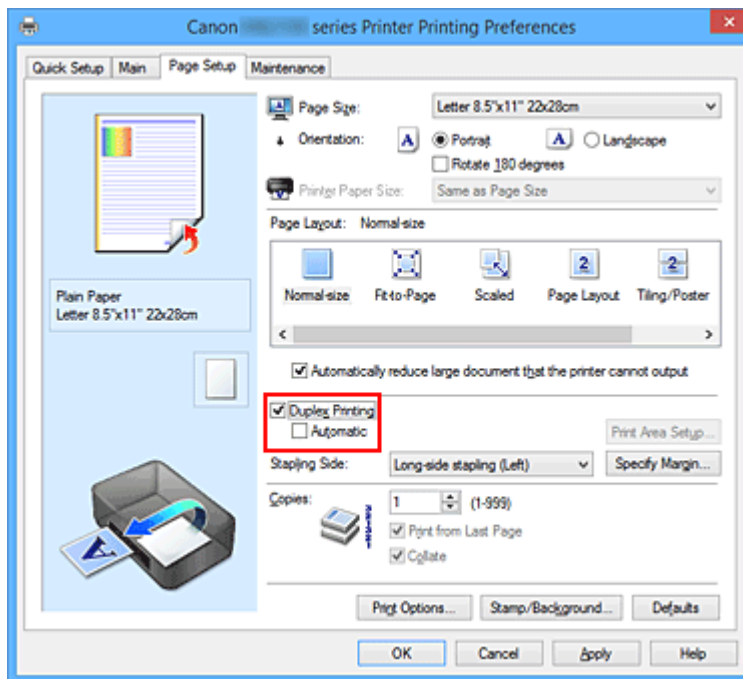 Canon series Printer Printing Preferences
Quick Setup Main Page Setup Maintenance
Page Size: Letter 8.5"x11" 22x28cm
Orientation: A Portrait A Landscape
Rotate 180 degrees
Printer Paper Size: Same as Page Size
Page Layout: Normal-size
2 2
Normal-size Fit-to-Page Scaled Page Layout Tiling/Poster
Plain Paper
Letter 8.5"x11" 22x28cm
Automatically reduce large document that the printer cannot output
Duplex Printing
Automatic
Print Area Setup...
Stapling Side: Long-side stapling (Left) Specify Margin...
Copies: 1 (1-999)
Print from Last Page
Collate
A
Print Options... Stamp/Background... Defaults
OK Cancel Apply Help